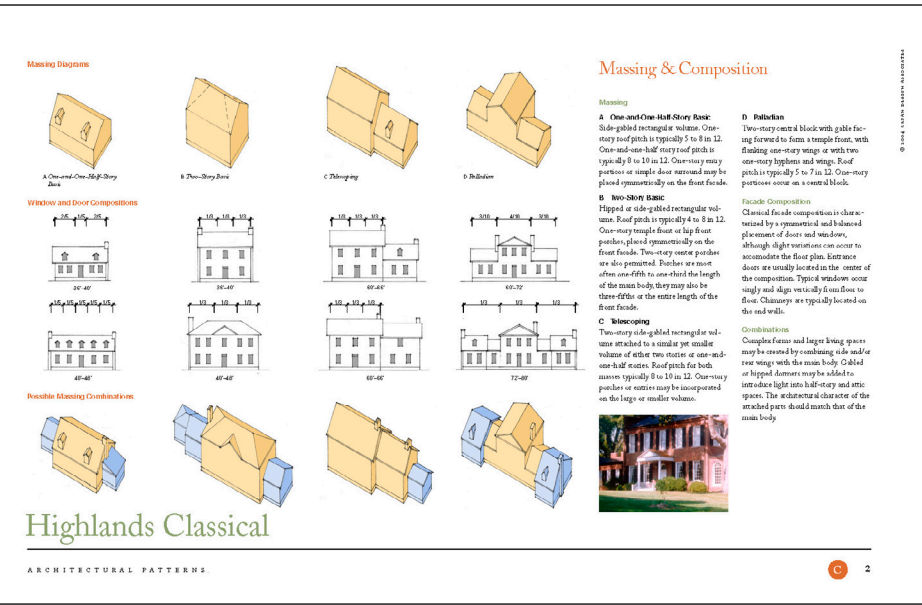 Massing Diagrams
A One-and-One-Half-Story
Basic
B Two-Story Basic
C Telescoping
D Palladian
Window and Door Compositions
2/5 1/5 2/5
1/3 1/3 1/3
1/3 1/3 1/3
3/10 4/10 3/10
36'-40'
36'-40'
60'-66'
60'-72'
1/5 1/5 1/5 1/5 1/5
1/3 1/3 1/3
1/3 1/3 1/3
1/3 1/3 1/3
40'-48'
40'-48'
60'-66'
72'-80'
Possible Massing Combinations
Highlands Classical
Massing & Composition
Massing
A One-and-One-Half-Story Basic
Side-gabled rectangular volume. One-
story roof pitch is typically 5 to 8 in 12.
One-and-one-half story roof pitch is
typically 8 to 10 in 12. One-story entry
porticos or simple door surround may be
placed symmetrically on the front facade.
B Two-Story Basic
Hipped or side-gabled rectangular vol-
ume. Roof pitch is typically 4 to 8 in 12.
One-story temple front or hip front
porches, placed symmetrically on the
front facade. Two-story center porches
are also permitted. Porches are most
often one-fifth to one-third the length
of the main body, they may also be
three-fifths or the entire length of the
front facade.
C Telescoping
Two-story side-gabled rectangular vol-
ume attached to a similar yet smaller
volume of either two stories or one-and-
one-half stories. Roof pitch for both
masses typically 8 to 10 in 12. One-story
porches or entries may be incorporated
on the large or smaller volume.
D Palladian
Two-story central block with gable fac-
ing forward to form a temple front, with
flanking one-story wings or with two
one-story hyphens and wings. Roof
pitch is typically 5 to 7 in 12. One-story
porticoes occur on a central block.
Facade Composition
Classical facade composition is charac-
terized by a symmetrical and balanced
placement of doors and windows,
although slight variations can occur to
accomodate the floor plan. Entrance
doors are usually located in the center of
the composition. Typical windows occur
singly and align vertically from floor to
floor. Chimneys are typcially located on
the end walls.
Combinations
Complex forms and larger living spaces
may be created by combining side and/or
rear wings with the main body. Gabled
or hipped dormers may be added to
introduce light into half-story and attic
spaces. The architectural character of the
attached parts should match that of the
main body.
© 2004 URBAN DESIGN ASSOCIATES
ARCHITECTURAL PATTERNS
C 2